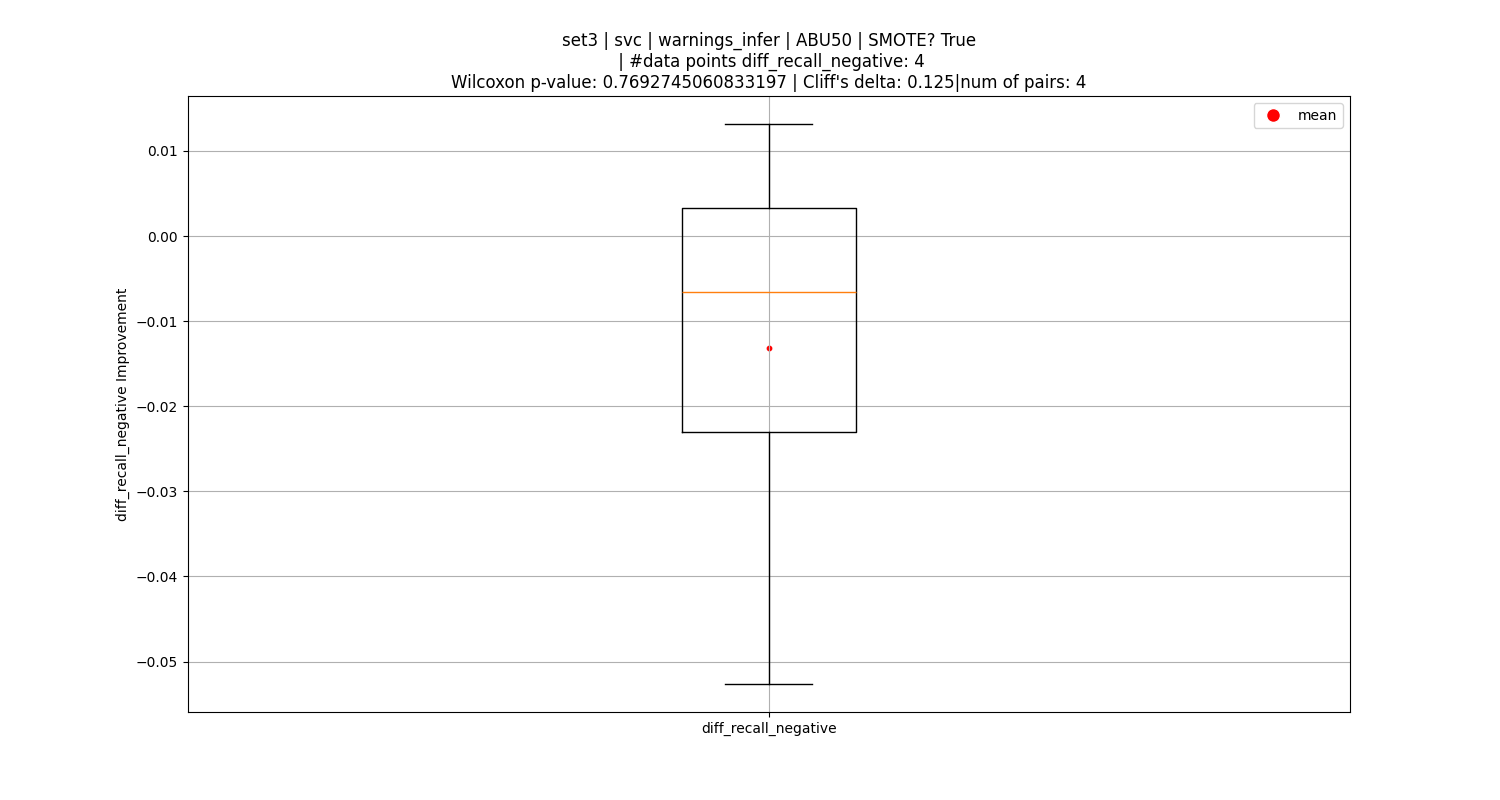 set3 | svc | warnings_infer | ABU50 | SMOTE? True
| #data points diff_recall_negative: 4
Wilcoxon p-value: 0.7692745060833197 | Cliff's delta: 0.125|num of pairs: 4
mean
0.01
0.00
−0.01
−0.02
−0.03
−0.04
−0.05
diff_recall_negative Improvement
diff_recall_negative